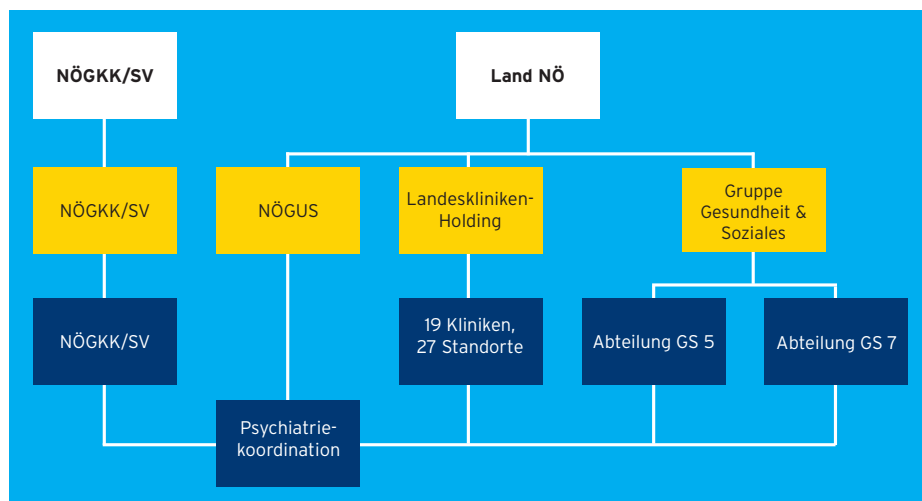 NÖGKK/SV
Land NÖ
NÖGKK/SV
NÖGUS
Landeskliniken-
Holding
Gruppe
Gesundheit &
Soziales
NÖGKK/SV
19 Kliniken,
27 Standorte
Abteilung GS 5
Abteilung GS 7
Psychiatrie-
koordination